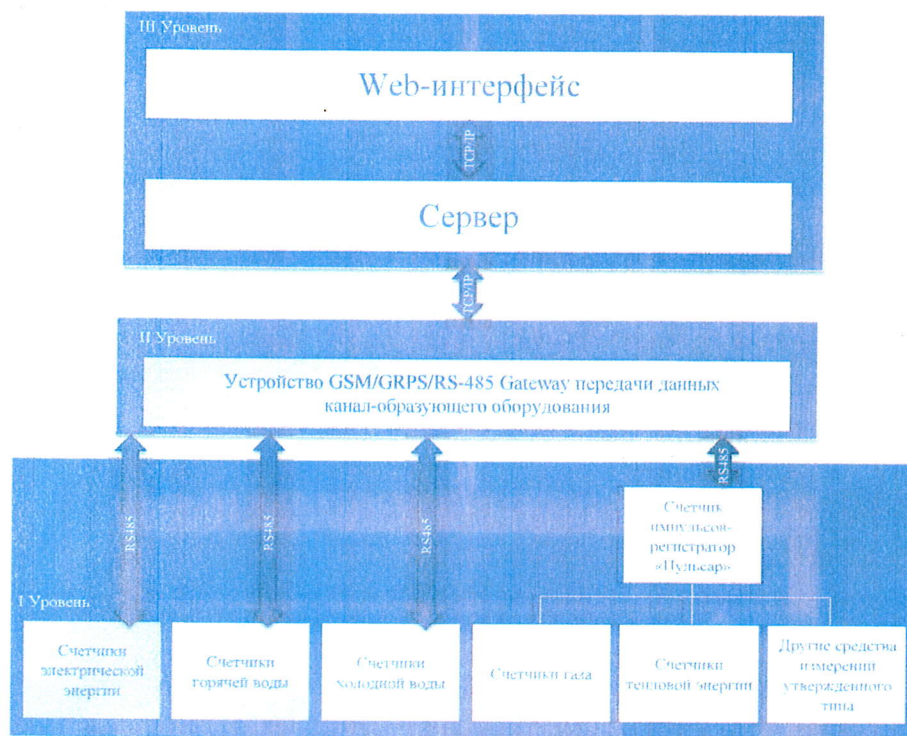 III Уровень
Web-интерфейс
TCP/IP
Сервер
TCP/IP
II Уровень
Устройство GSM/GRPS/RS-485 Gateway передачи данных
канал-образующего оборудования
RS485
RS485
RS485
RS485
Счетчик
импульсов-
регистратор
«Пульсар»
I Уровень
Счетчики
электрической
энергии
Счетчики
горячей воды
Счетчики
холодной воды
Счетчики газа
Счетчики
тепловой энергии
Другие средства
измерений
утвержденного
типа